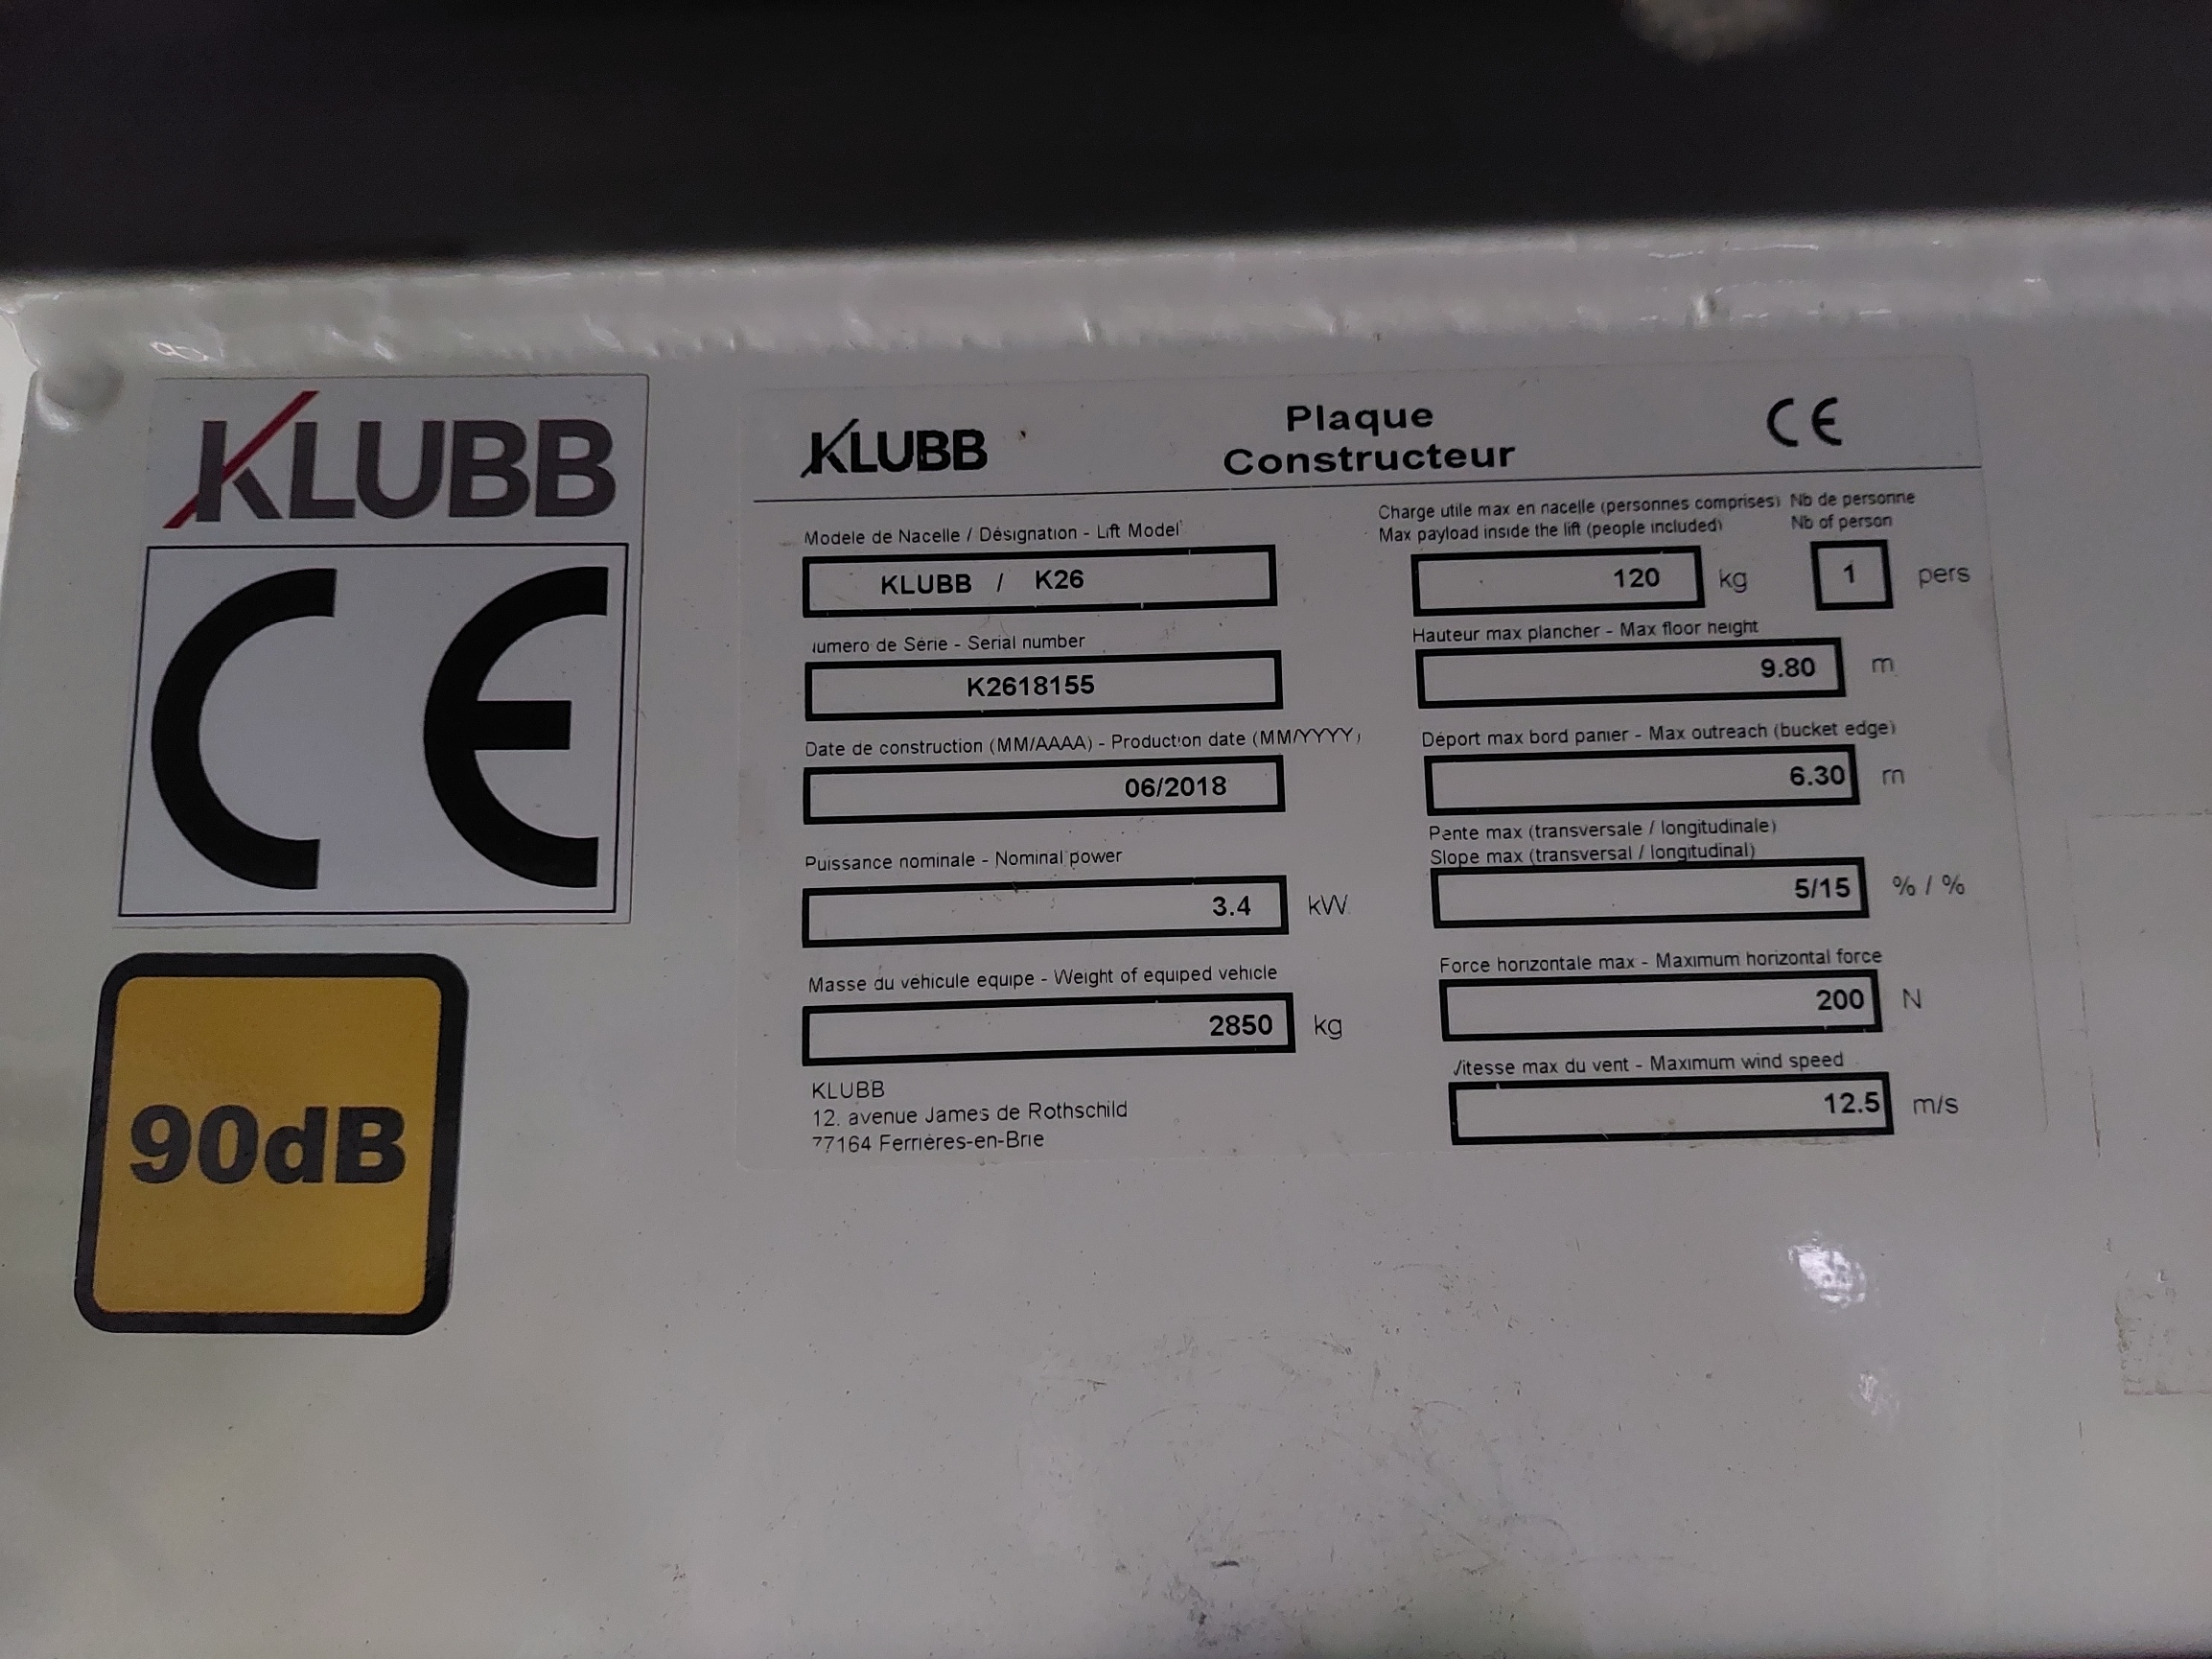 KLUBB
CE
90dB
KLUBB
Plaque
Constructeur
CE
Modele de Nacelle / Désignation - Lift Model
KLUBB / K26
umero de Série - Serial number
K2618155
Date de construction (MM/AAAA) - Production date (MM/YYYY)
06/2018
Puissance nominale - Nominal power
3.4 kW
Masse du véhicule equipe - Weight of equiped vehicle
2850 kg
KLUBB
12. avenue James de Rothschild
77164 Ferrières-en-Brie
Charge utile max en nacelle (personnes comprises) Nb de personne
Max payload inside the lift (people included) Nb of person
120 kg 1 pers
Hauteur max plancher - Max floor height
9.80 m
Déport max bord panier - Max outreach (bucket edge)
6.30 m
Pente max (transversale / longitudinale)
Slope max (transversal / longitudinal)
5/15 % / %
Force horizontale max - Maximum horizontal force
200 N
Vitesse max du vent - Maximum wind speed
12.5 m/s